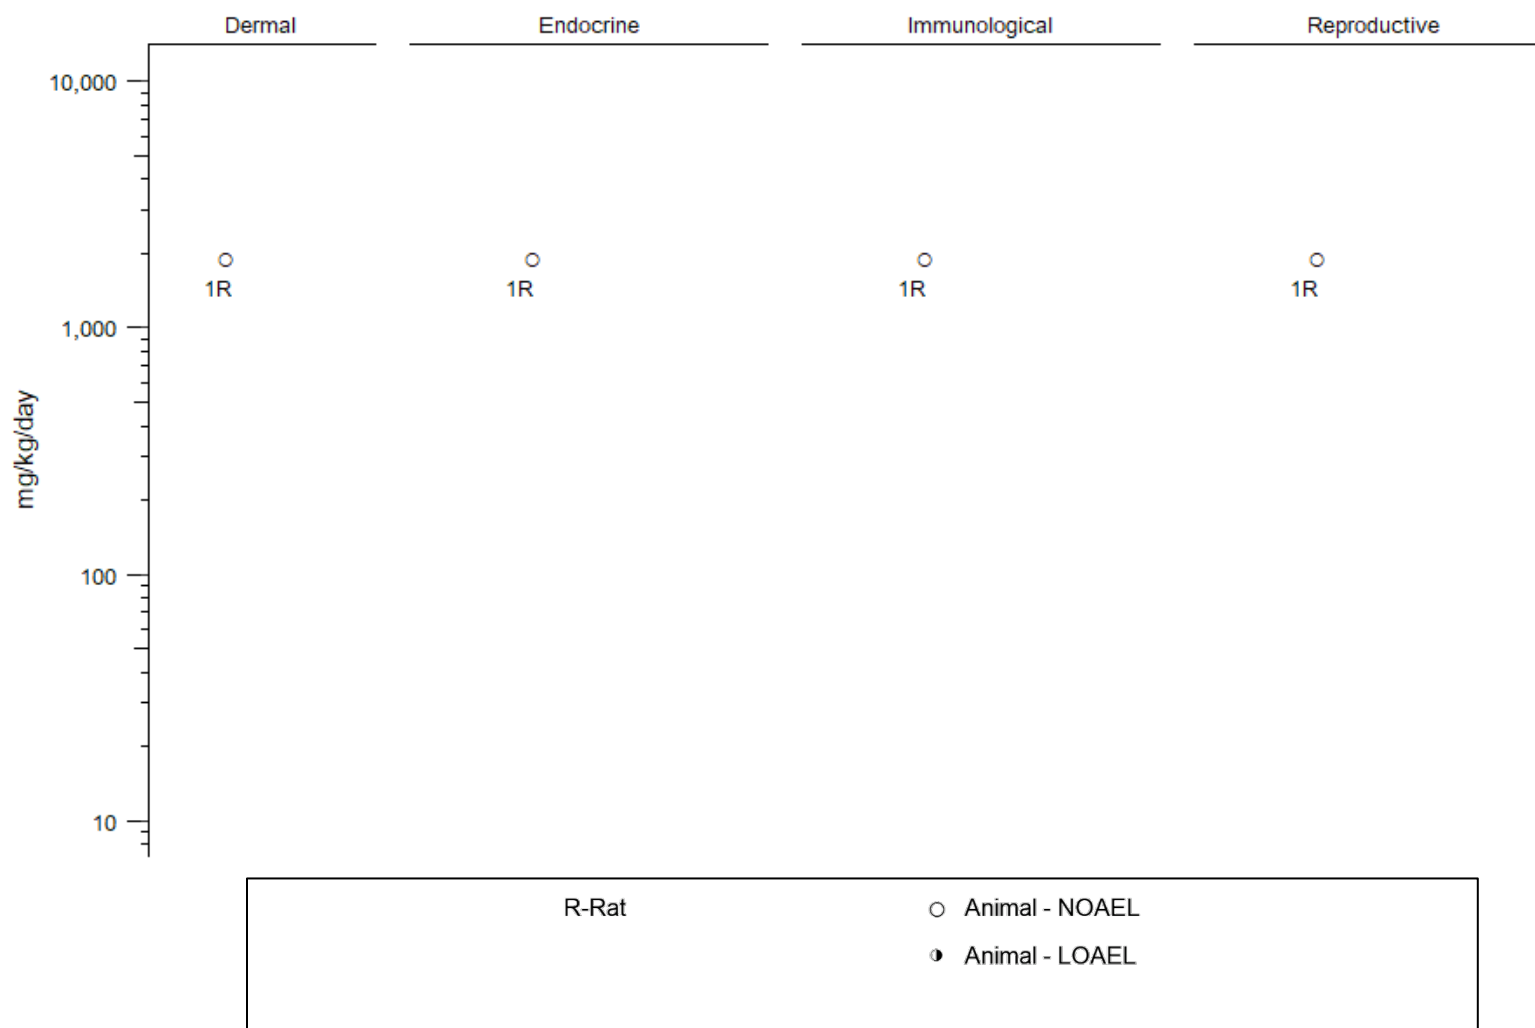 Dermal Endocrine Immunological Reproductive
10,000
1R 1R 1R 1R
1,000
mg/kg/day
100
10
R-Rat Animal - NOAEL
Animal - LOAEL